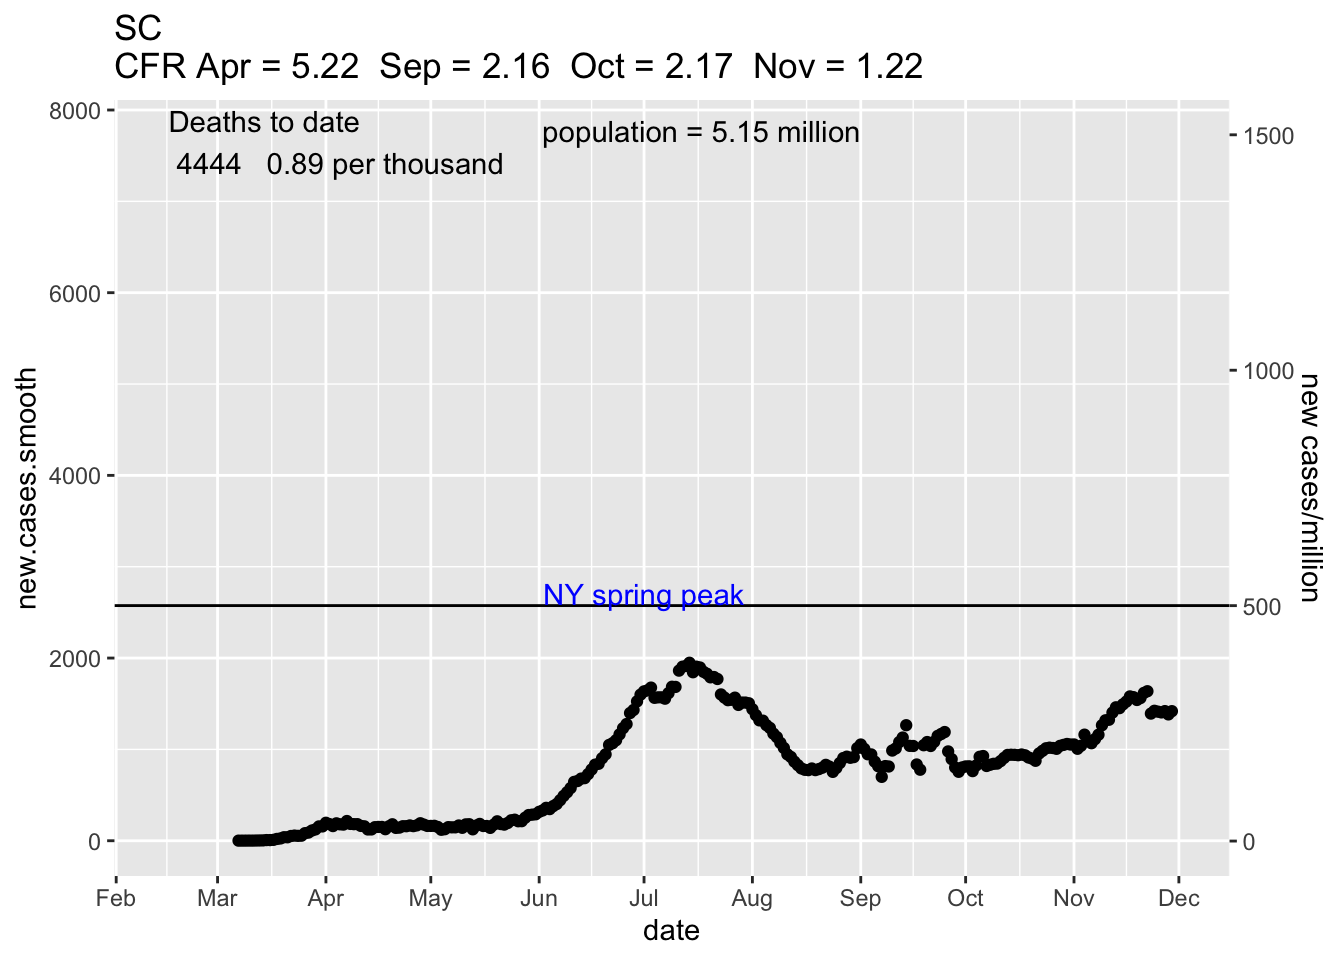 SC
CFR Apr = 5.22  Sep = 2.16  Oct = 2.17  Nov = 1.22
Deaths to date
4444   0.89 per thousand
population = 5.15 million
NY spring peak
new.cases.smooth
8000
6000
4000
2000
0
new cases/million
1500
1000
500
0
Feb Mar Apr May Jun Jul Aug Sep Oct Nov Dec
date